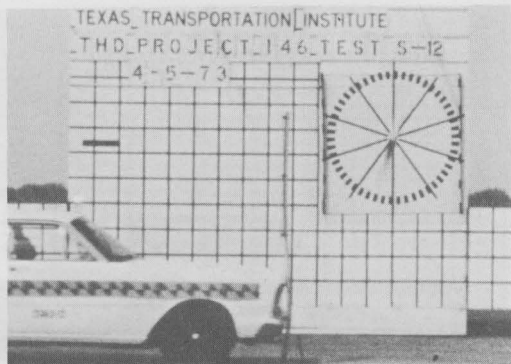 TEXAS TRANSPORTATION INSTITUTE
THD PROJECT 146 TEST S-12
4-5-73